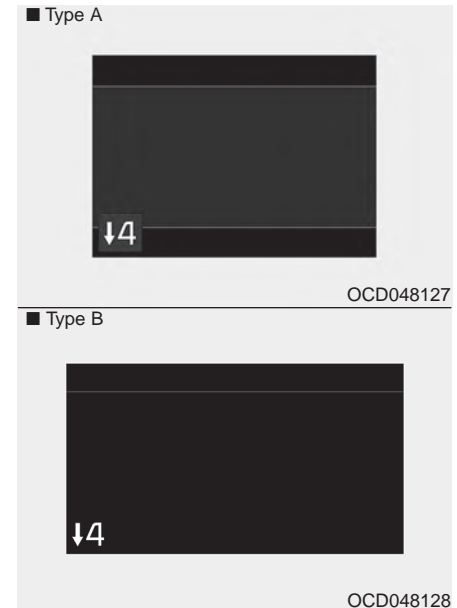 ■ Type A
↓4
OCD048127
■ Type B
↓4
OCD048128